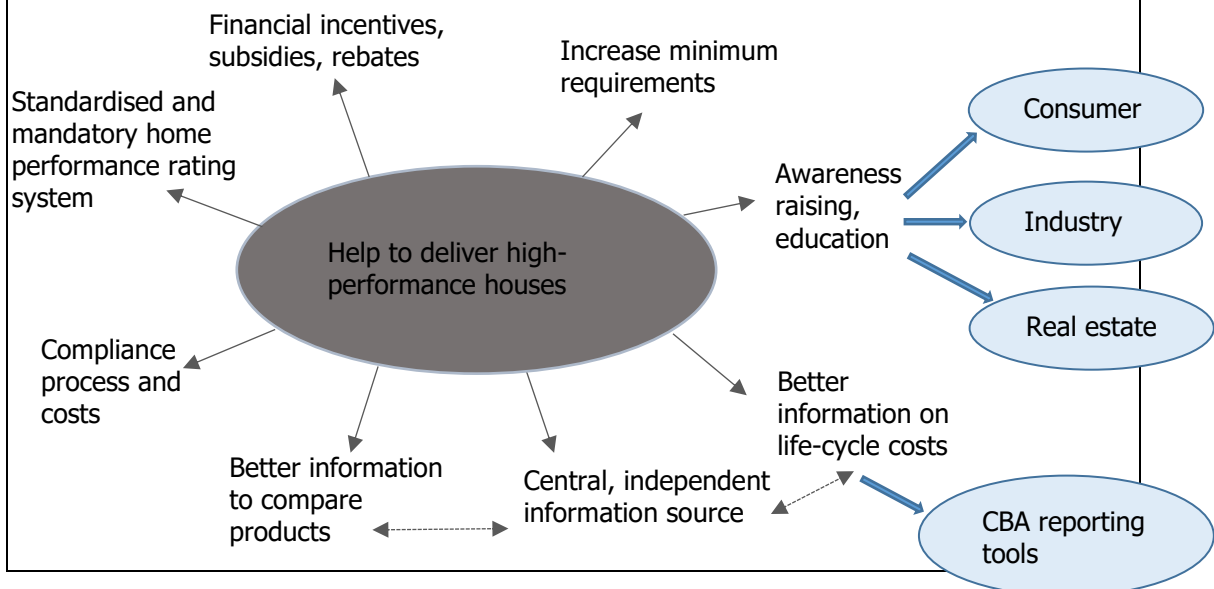 Financial incentives,
subsidies, rebates
Increase minimum
requirements
Standardised and
mandatory home
performance rating
system
Consumer
Awareness
raising,
education
Industry
Help to deliver high-
performance houses
Real estate
Compliance
process and
costs
Better
information on
life-cycle costs
Better information
to compare
products
Central, independent
information source
CBA reporting
tools